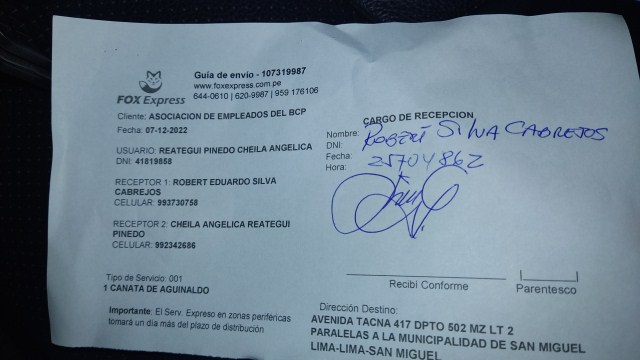 FOX Express
Guía de envio - 107319987
www.foxexpress.com.pe
644-0610 | 620-9987 | 959 176106
Cliente: ASOCIACION DE EMPLEADOS DEL BCP
Fecha: 07-12-2022
USUARIO: REATEGUI PINEDO CHEILA ANGELICA
DNI: 41819858
RECEPTOR 1: ROBERT EDUARDO SILVA
CABREJOS
CELULAR: 993730758
RECEPTOR 2: CHEILA ANGELICA REATEGUI
PINEDO
CELULAR: 992342686
Tipo de Servicio: 001
1 CANATA DE AGUINALDO
Importante: El Serv. Expreso en zonas periféricas
tomará un día más del plazo de distribución
CARGO DE RECEPCION
Nombre: ROBERT SILVA CABREJOS
DNI: 25704862
Fecha:
Hora:
Recibí Conforme
Parentesco
Dirección Destino:
AVENIDA TACNA 417 DPTO 502 MZ LT 2
PARALELAS A LA MUNICIPALIDAD DE SAN MIGUEL
LIMA-LIMA-SAN MIGUEL